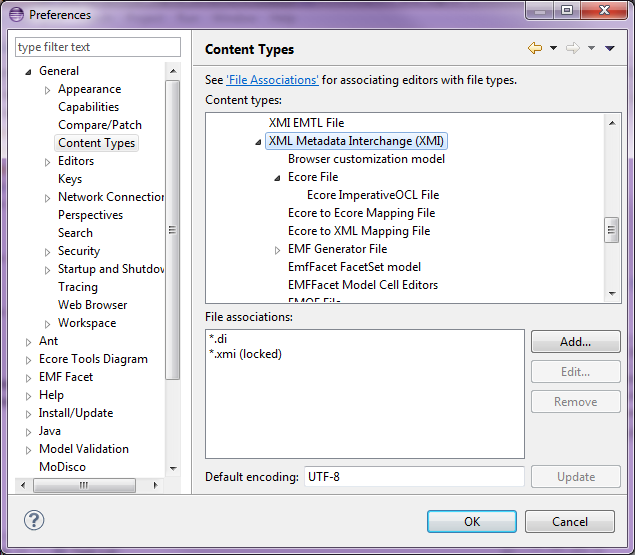 Preferences
type filter text
General
Appearance
Capabilities
Compare/Patch
Content Types
Editors
Keys
Network Connection
Perspectives
Search
Security
Startup and Shutdow
Tracing
Web Browser
Workspace
Ant
Ecore Tools Diagram
EMF Facet
Help
Install/Update
Java
Model Validation
MoDisco
Content Types
See 'File Associations' for associating editors with file types.
Content types:
XMI EMTL File
XML Metadata Interchange (XMI)
Browser customization model
Ecore File
Ecore ImperativeOCL File
Ecore to Ecore Mapping File
Ecore to XML Mapping File
EMF Generator File
EmfFacet FacetSet model
EMFFacet Model Cell Editors
EMOF File
File associations:
*.di
*.xmi (locked)
Add...
Edit...
Remove
Default encoding: UTF-8 Update
? OK Cancel